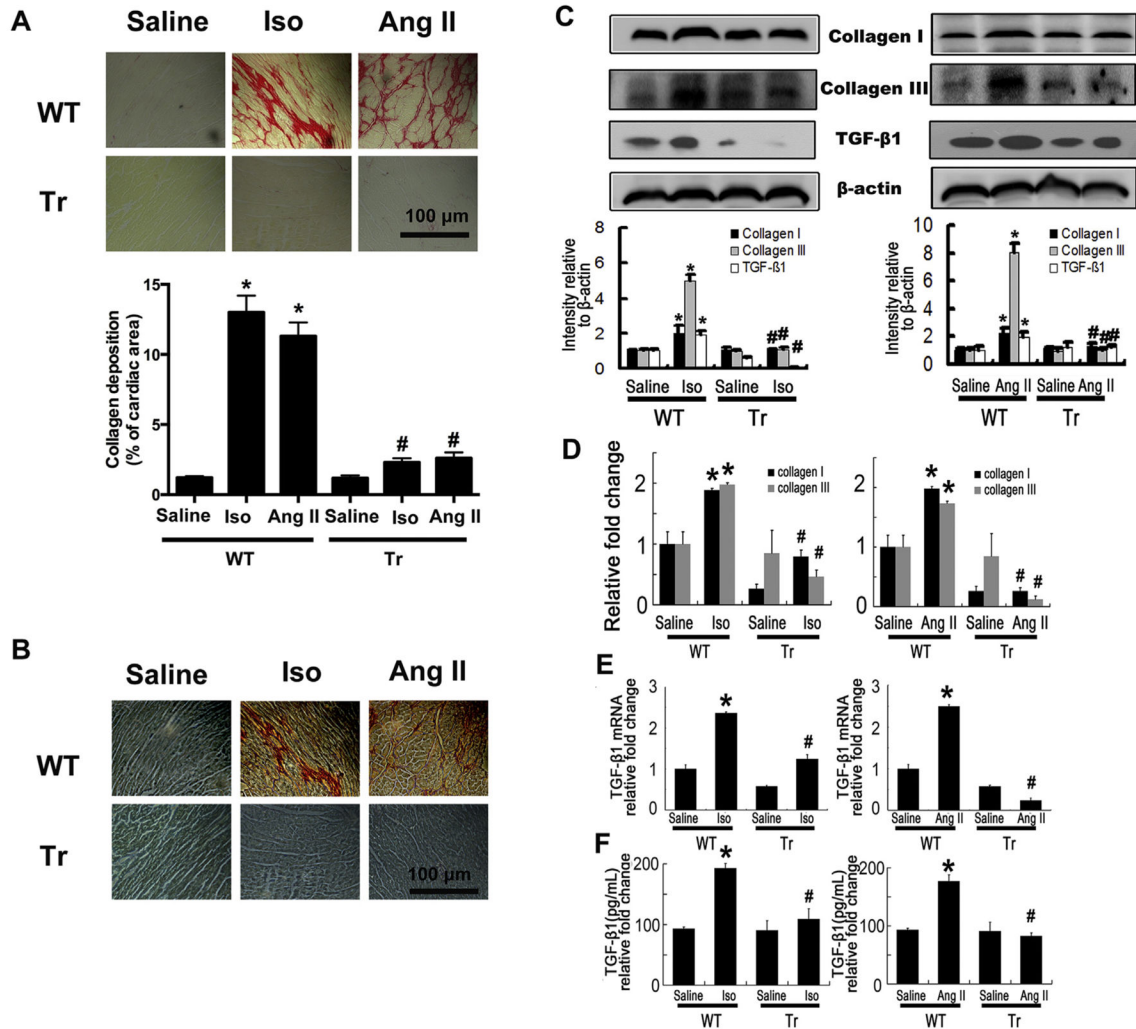 A
Saline Iso Ang II
WT
Tr
100 μm
Collagen deposition
(% of cardiac area)
15
10
5
0
*
*
#
#
Saline Iso Ang II Saline Iso Ang II
WT Tr
B
Saline Iso Ang II
WT
Tr
100 μm
C
Collagen I
Collagen III
TGF-β1
β-actin
Intensity relative
to β-actin
8
6
4
2
0
Collagen I
Collagen III
TGF-ß1
* * *
## #
Saline Iso Saline Iso
WT Tr
Intensity relative
to β-actin
10
8
6
4
2
0
Collagen I
Collagen III
TGF-ß1
* * *
# # #
Saline Ang II Saline Ang II
WT Tr
D
Relative fold change
2
1
0
collagen I
collagen III
* *
# #
Saline Iso Saline Iso
WT Tr
2
1
0
collagen I
collagen III
* *
# #
Saline Ang II Saline Ang II
WT Tr
E
TGF-β1 mRNA
relative fold change
3
2
1
0
*
#
Saline Iso Saline Iso
WT Tr
TGF-β1 mRNA
relative fold change
3
2
1
0
*
#
Saline Ang II Saline Ang II
WT Tr
F
TGF-β1(pg/mL)
relative fold change
200
100
0
*
#
Saline Iso Saline Iso
WT Tr
TGF-β1(pg/mL)
relative fold change
200
100
0
*
#
Saline Ang II Saline Ang II
WT Tr